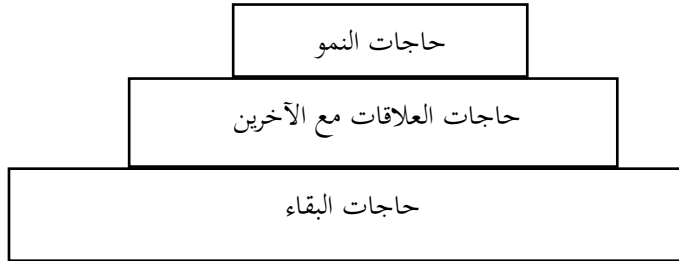 حاجات النمو
حاجات العلاقات مع الآخرين
حاجات البقاء